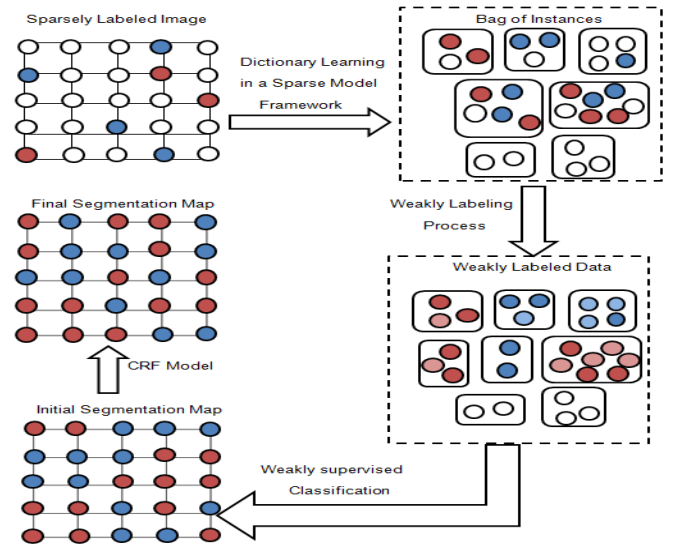 Sparsely Labeled Image
Dictionary Learning
in a Sparse Model
Framework
Bag of Instances
Weakly Labeling
Process
Weakly Labeled Data
Weakly supervised
Classification
Initial Segmentation Map
CRF Model
Final Segmentation Map